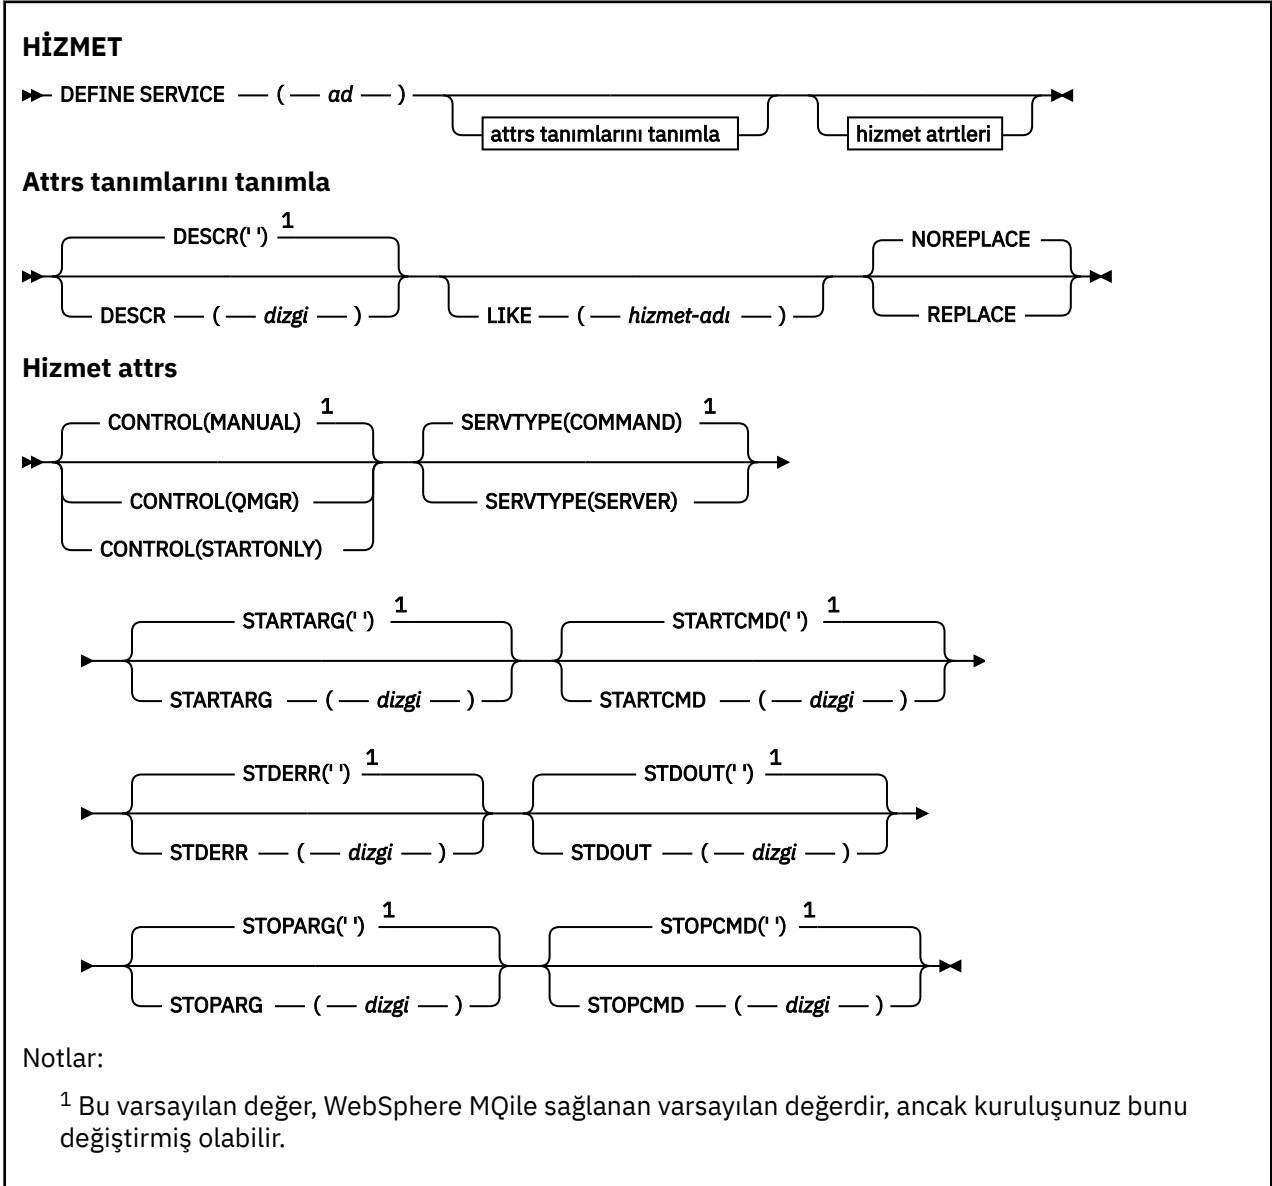 HİZMET
DEFINE SERVICE ( ad )
attrs tanımlarını tanımla hizmet atrtleri
Attrs tanımlarını tanımla
DESCR(' ') 1 NOREPLACE
DESCR ( dizgi ) LIKE ( hizmet-adı ) REPLACE
Hizmet attrs
CONTROL(MANUAL) 1 SERVTYPE(COMMAND) 1
CONTROL(QMGR) SERVTYPE(SERVER)
CONTROL(STARTONLY)
STARTARG(' ') 1 STARTCMD(' ') 1
STARTARG ( dizgi ) STARTCMD ( dizgi )
STDERR(' ') 1 STDOUT(' ') 1
STDERR ( dizgi ) STDOUT ( dizgi )
STOPARG(' ') 1 STOPCMD(' ') 1
STOPARG ( dizgi ) STOPCMD ( dizgi )
Notlar:
1 Bu varsayılan değer, WebSphere MQile sağlanan varsayılan değerdir, ancak kuruluşunuz bunu
değiştirmiş olabilir.